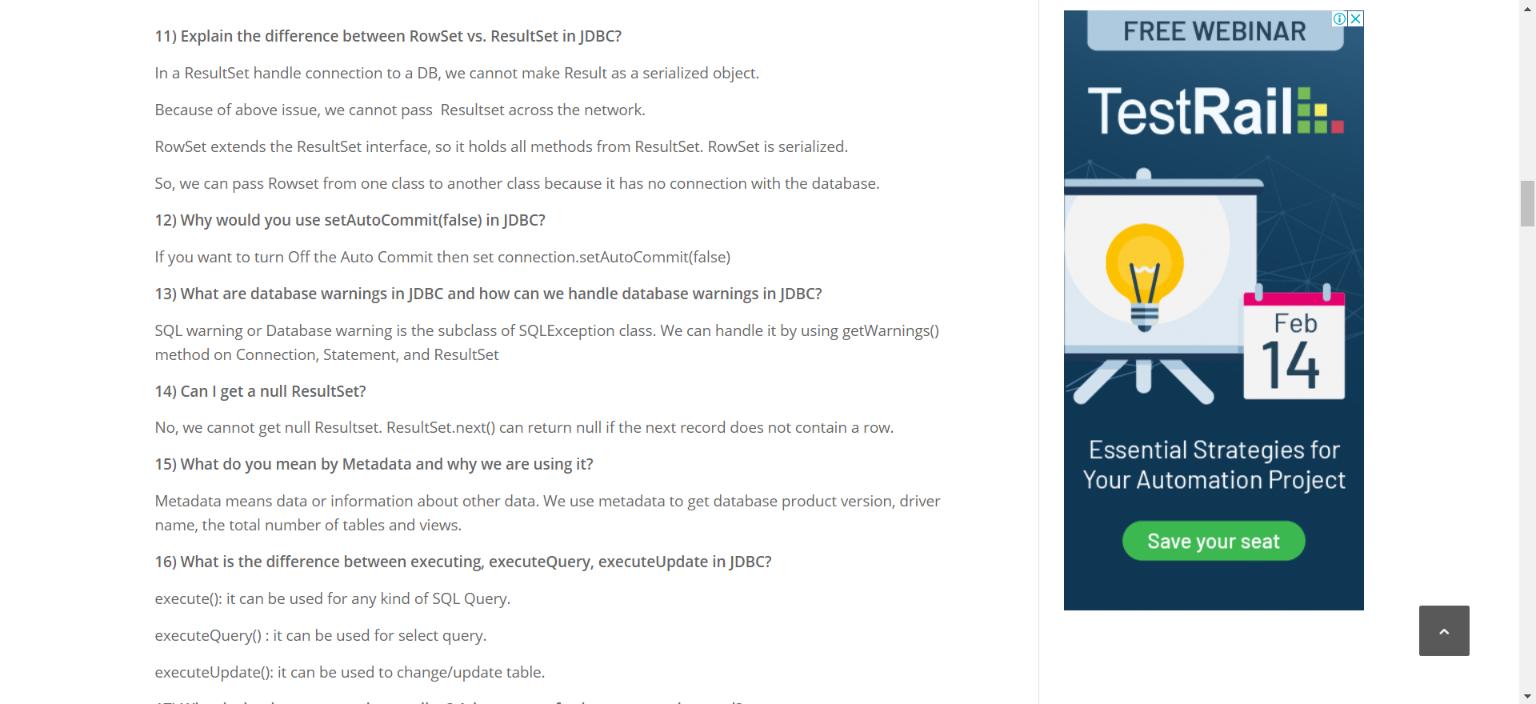 11) Explain the difference between RowSet vs. ResultSet in JDBC?
In a ResultSet handle connection to a DB, we cannot make Result as a serialized object.
Because of above issue, we cannot pass  Resultset across the network.
RowSet extends the ResultSet interface, so it holds all methods from ResultSet. RowSet is serialized.
So, we can pass Rowset from one class to another class because it has no connection with the database.
12) Why would you use setAutoCommit(false) in JDBC?
If you want to turn Off the Auto Commit then set connection.setAutoCommit(false)
13) What are database warnings in JDBC and how can we handle database warnings in JDBC?
SQL warning or Database warning is the subclass of SQLException class. We can handle it by using getWarnings()
method on Connection, Statement, and ResultSet
14) Can I get a null ResultSet?
No, we cannot get null Resultset. ResultSet.next() can return null if the next record does not contain a row.
15) What do you mean by Metadata and why we are using it?
Metadata means data or information about other data. We use metadata to get database product version, driver
name, the total number of tables and views.
16) What is the difference between executing, executeQuery, executeUpdate in JDBC?
execute(): it can be used for any kind of SQL Query.
executeQuery() : it can be used for select query.
executeUpdate(): it can be used to change/update table.
FREE WEBINAR
TestRail
Feb
14
Essential Strategies for
Your Automation Project
Save your seat